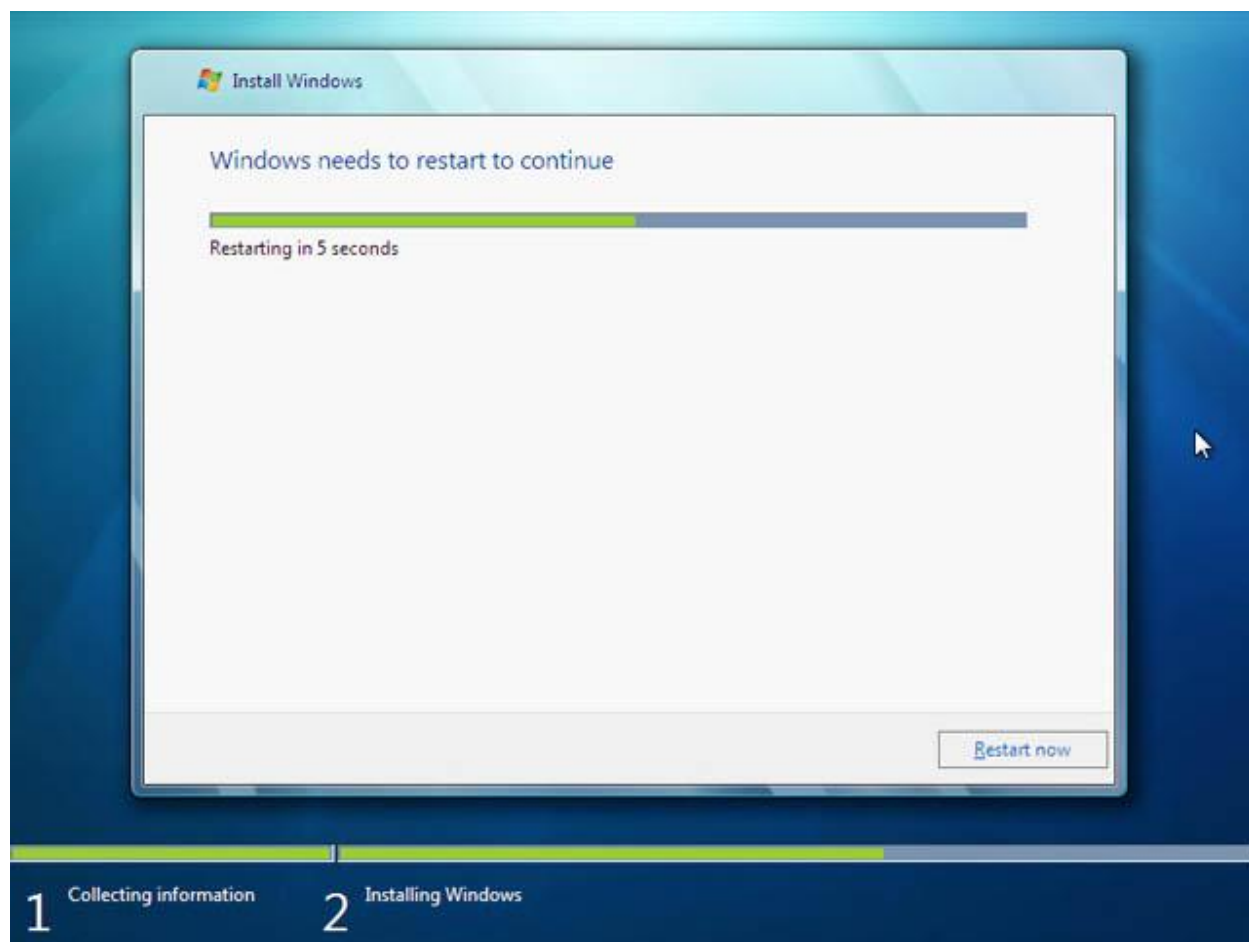 Install Windows
Windows needs to restart to continue
Restarting in 5 seconds
Restart now
1 Collecting information
2 Installing Windows